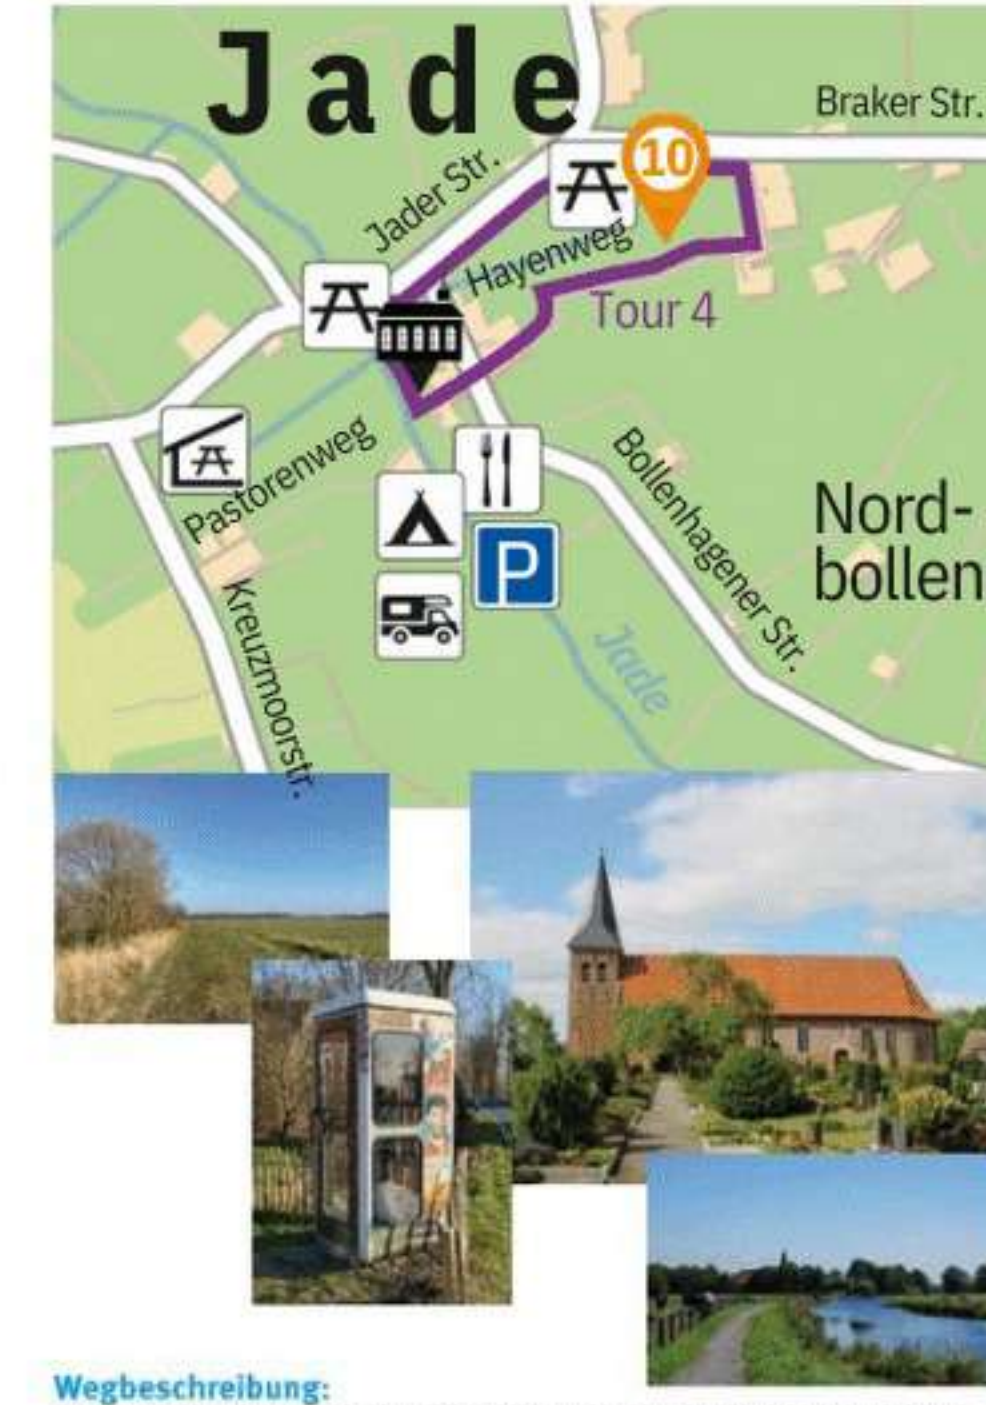 Jade
Braker Str.
Jader Str.
10
Hayenweg
Tour 4
Pastorenweg
Bollenhagener Str.
Nord-
bollen
P
Kreuzmoorstr.
Jade
Wegbeschreibung: